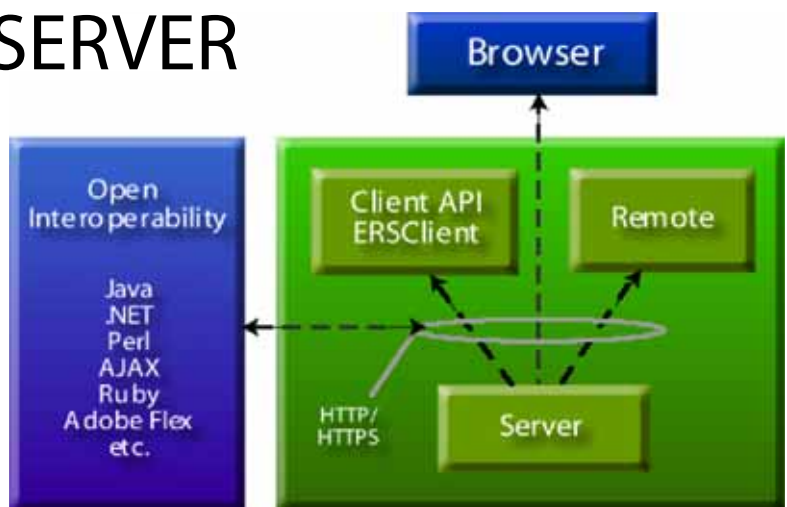 SERVER
Browser
Open
Interoperability
Java
.NET
Perl
AJAX
Ruby
Adobe Flex
etc.
Client API
ERSClient
Remote
HTTP/
HTTPS
Server